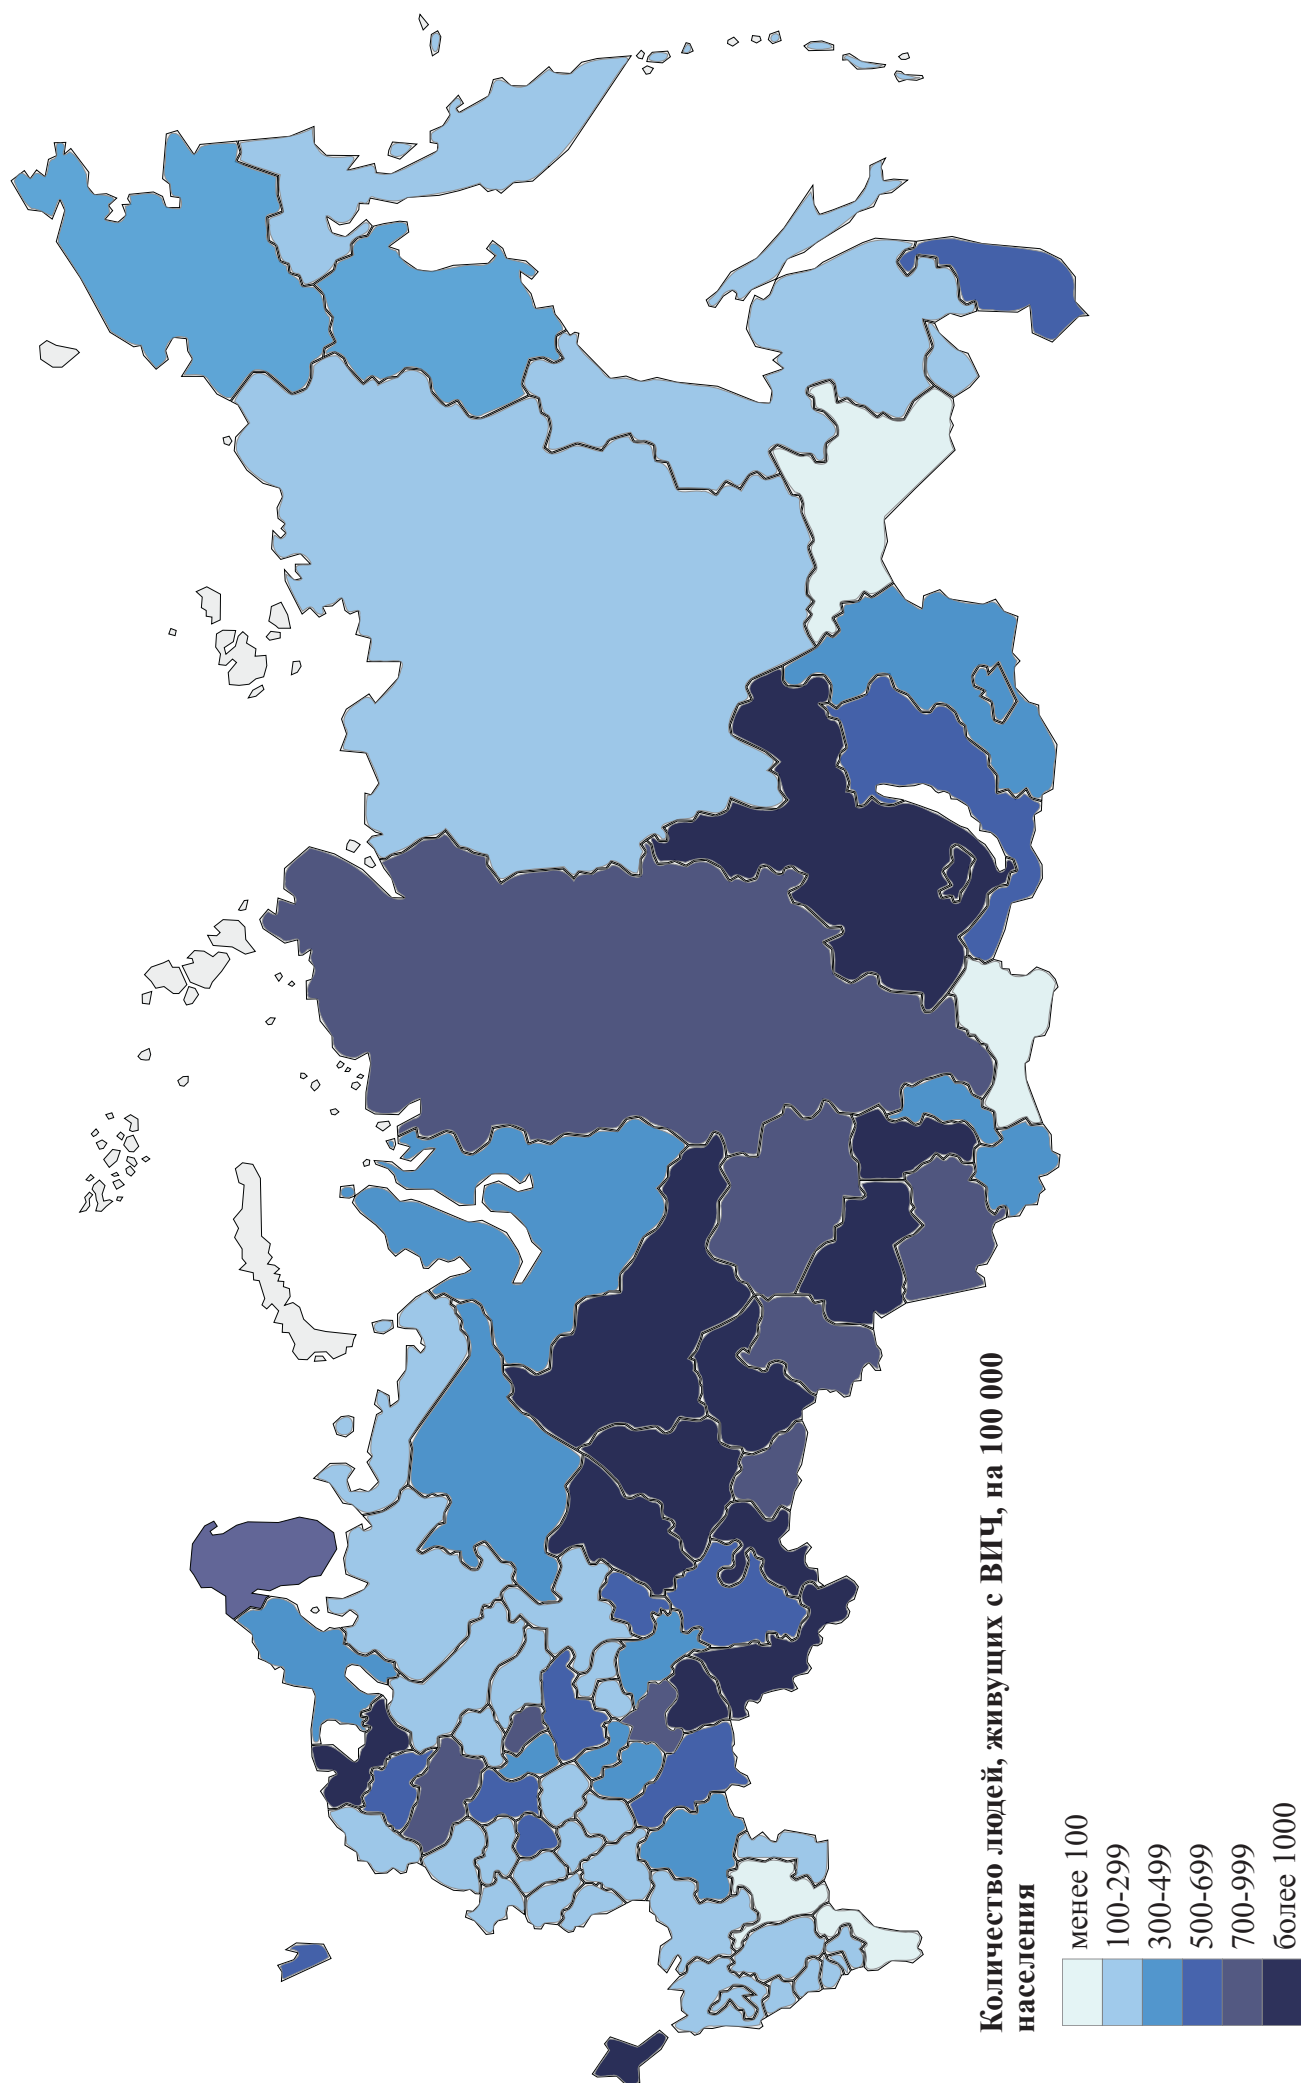 Количество людей, живущих с ВИЧ, на 100 000
населения
менее 100
100-299
300-499
500-699
700-999
более 1000